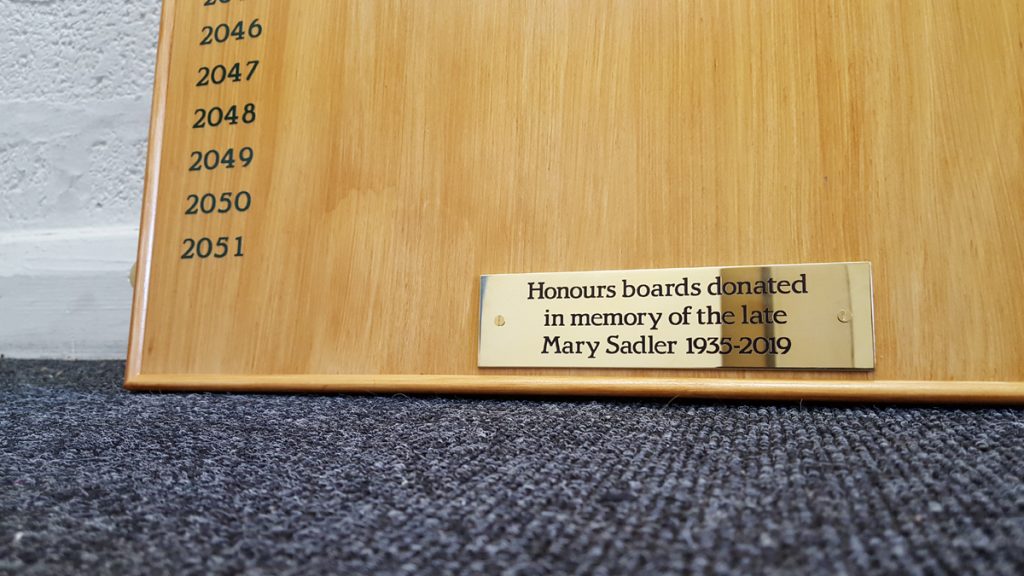 2046
2047
2048
2049
2050
2051
Honours boards donated
in memory of the late
Mary Sadler 1935-2019